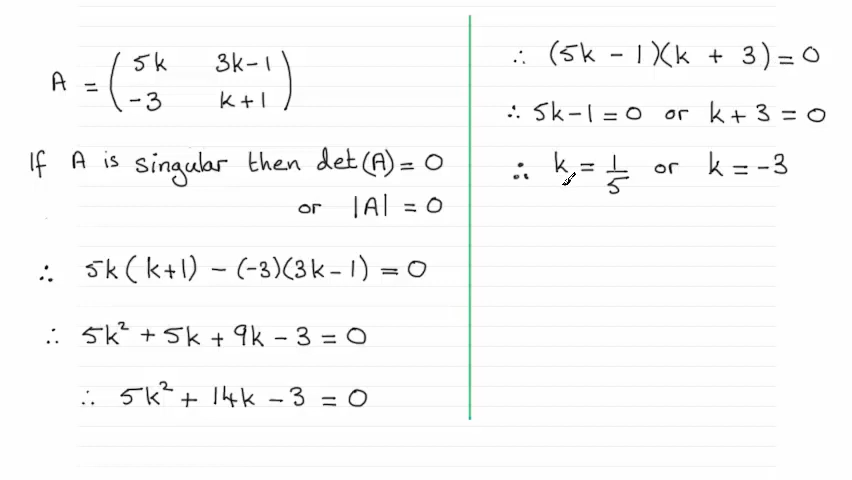 A = ( 5k 3k-1
-3 k+1 )
If A is singular then det(A) = 0
or |A| = 0
∴ 5k(k+1) - (-3)(3k-1) = 0
∴ 5k² + 5k + 9k - 3 = 0
∴ 5k² + 14k - 3 = 0
∴ (5k - 1)(k + 3) = 0
∴ 5k-1 = 0 or k+3 = 0
∴ k = 1/5 or k = -3